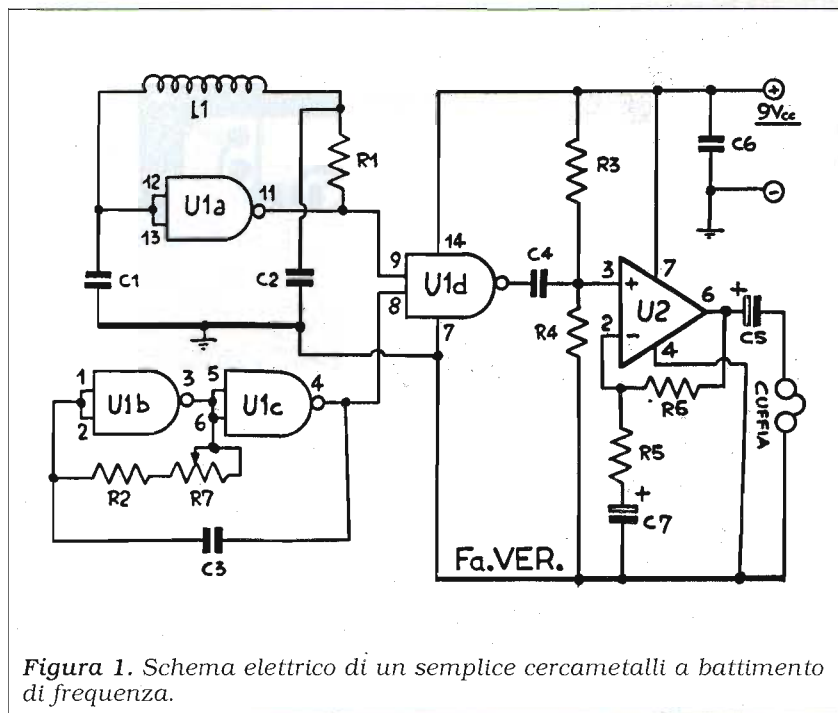 L1
R1
12
13
U1a
11
C1
C2
9
8
U1d
14
7
C4
R3
R4
3
2
+
−
U2
7
6
4
+
C5
+
9Vcc
−
C6
CUFFIA
R6
R5
+
C7
1
2
U1b
3
5
6
U1c
4
R2
R7
C3
Fa.VER.
Figura 1. Schema elettrico di un semplice cercametalli a battimento
di frequenza.